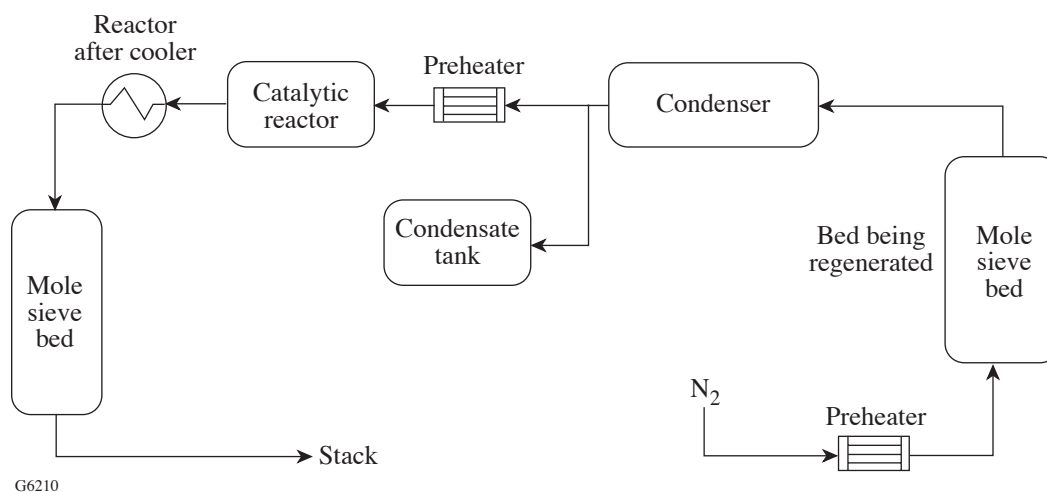 Reactor
after cooler
Catalytic
reactor
Preheater
Condenser
Condensate
tank
Mole
sieve
bed
Bed being
regenerated
Mole
sieve
bed
N2
Preheater
Stack
G6210